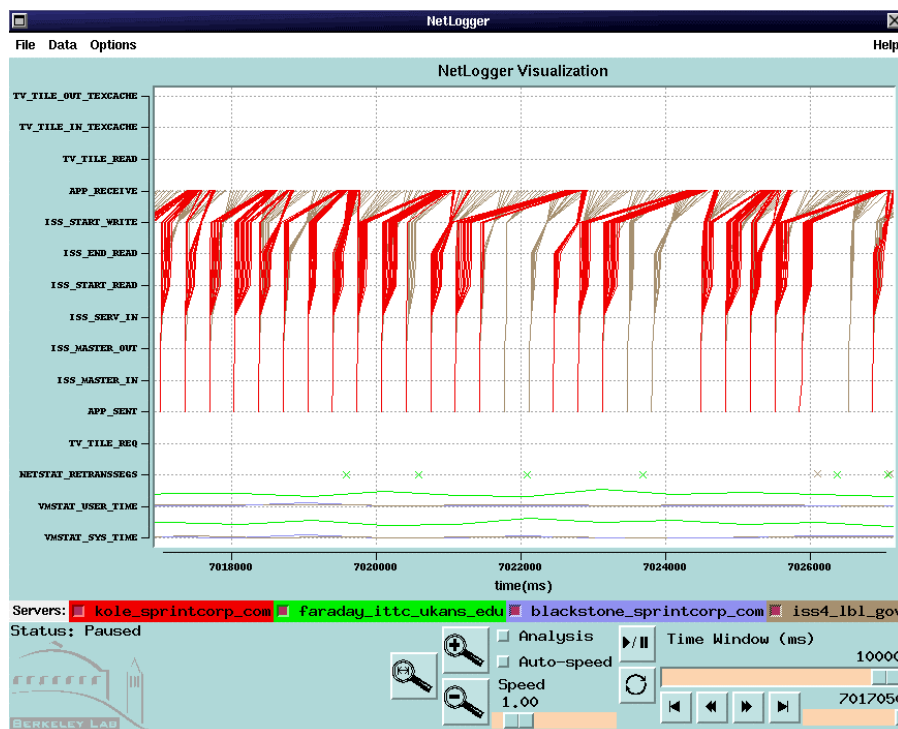 NetLogger
File Data Options Help
NetLogger Visualization
TV_TILE_OUT_TEXCACHE
TV_TILE_IN_TEXCACHE
TV_TILE_READ
APP_RECEIVE
ISS_START_WRITE
ISS_END_READ
ISS_START_READ
ISS_SERV_IN
ISS_MASTER_OUT
ISS_MASTER_IN
APP_SENT
TV_TILE_REQ
NETSTAT_RETRANSSEGS
VMSTAT_USER_TIME
VMSTAT_SYS_TIME
7018000 7020000 7022000 7024000 7026000
time(ms)
Servers: kole_sprintcorp_com faraday_ittc_ukans_edu blackstone_sprintcorp_com iss4_lbl_gov
Status: Paused
Analysis
Auto-speed
Speed
1.00
Time Window (ms)
10000
7017056
BERKELEY LAB